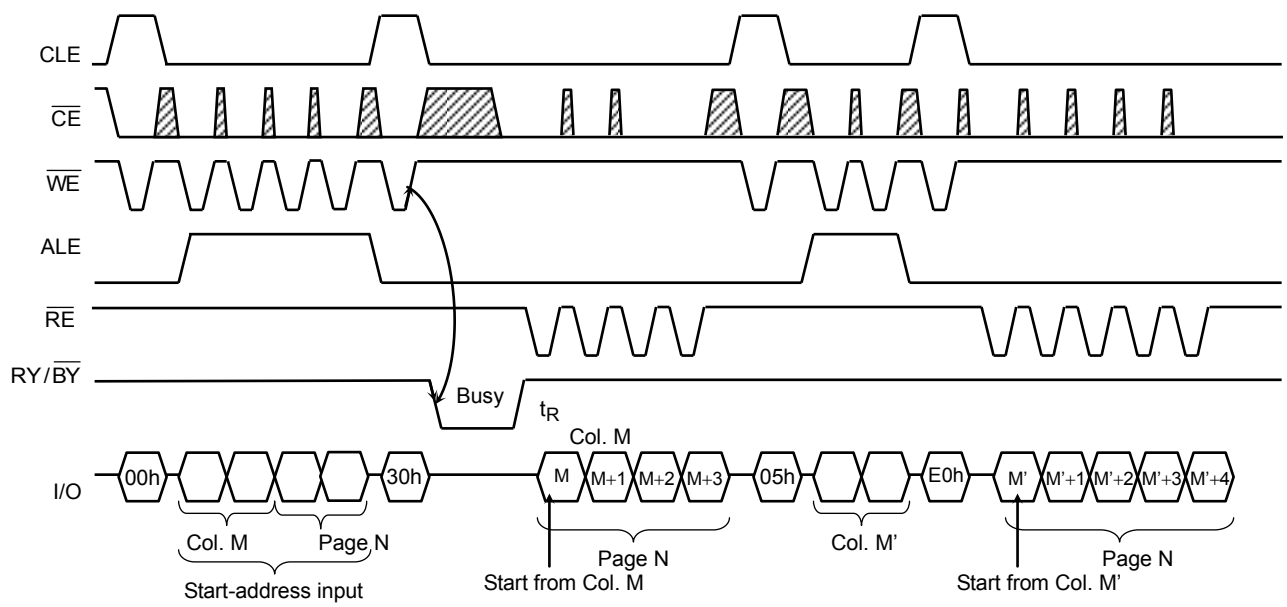 CLE
CE
WE
ALE
RE
RY/BY
Busy
tR
Col. M
I/O
00h
30h
M
M+1
M+2
M+3
05h
E0h
M'
M'+1
M'+2
M'+3
M'+4
Col. M
Page N
Start-address input
Page N
Start from Col. M
Col. M'
Page N
Start from Col. M'